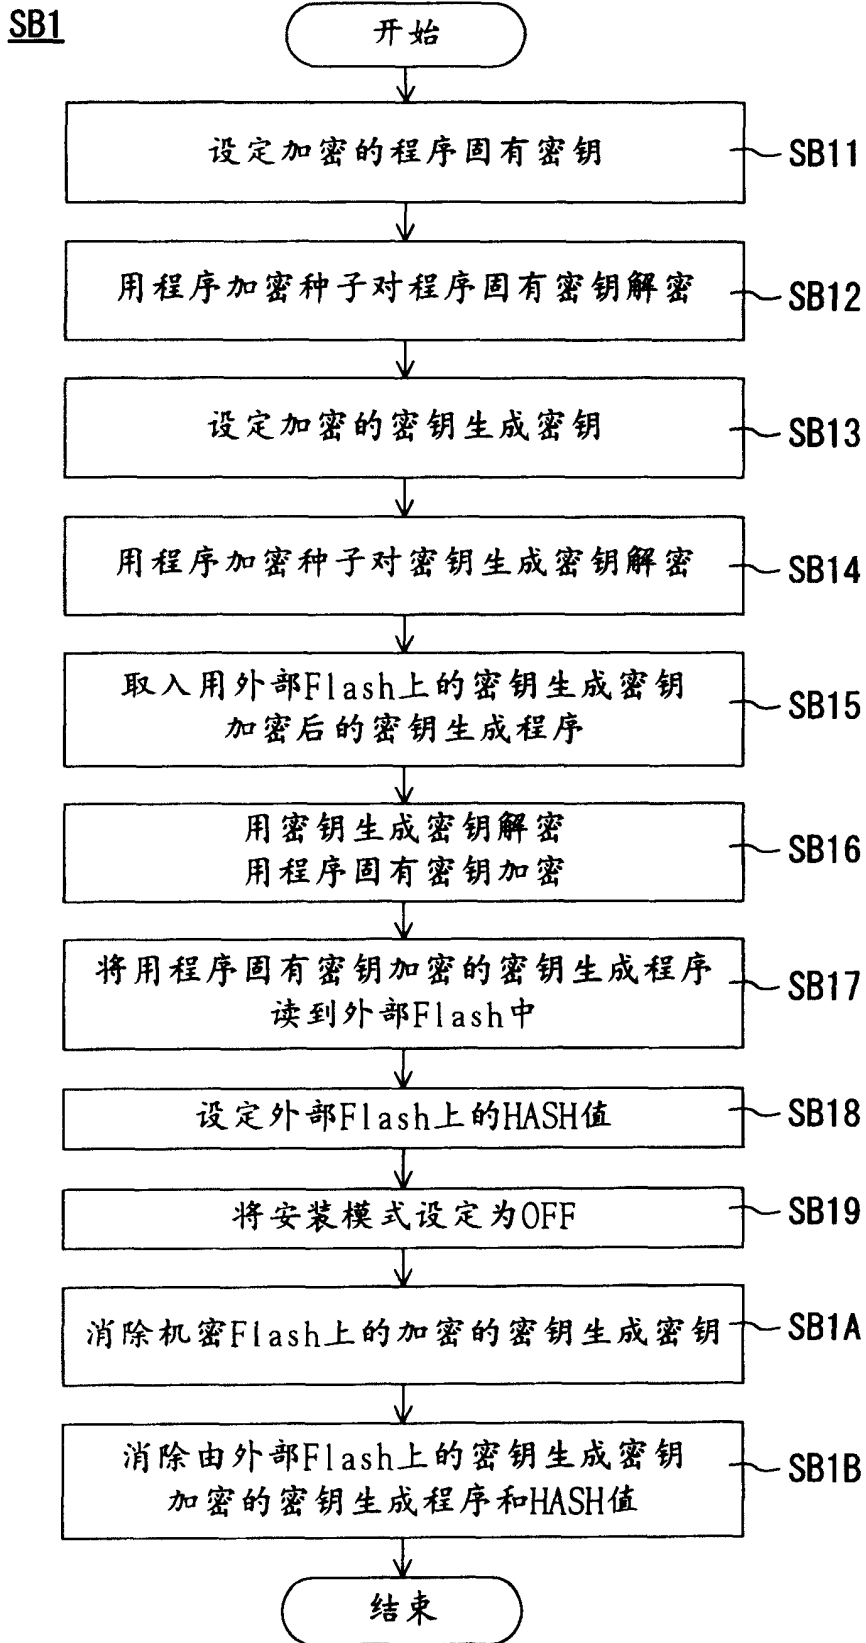 SB1
开始
设定加密的程序固有密钥
SB11
用程序加密种子对程序固有密钥解密
SB12
设定加密的密钥生成密钥
SB13
用程序加密种子对密钥生成密钥解密
SB14
取入用外部Flash上的密钥生成密钥
加密后的密钥生成程序
SB15
用密钥生成密钥解密
用程序固有密钥加密
SB16
将用程序固有密钥加密的密钥生成程序
读到外部Flash中
SB17
设定外部Flash上的HASH值
SB18
将安装模式设定为OFF
SB19
消除机密Flash上的加密的密钥生成密钥
SB1A
消除由外部Flash上的密钥生成密钥
加密的密钥生成程序和HASH值
SB1B
结束